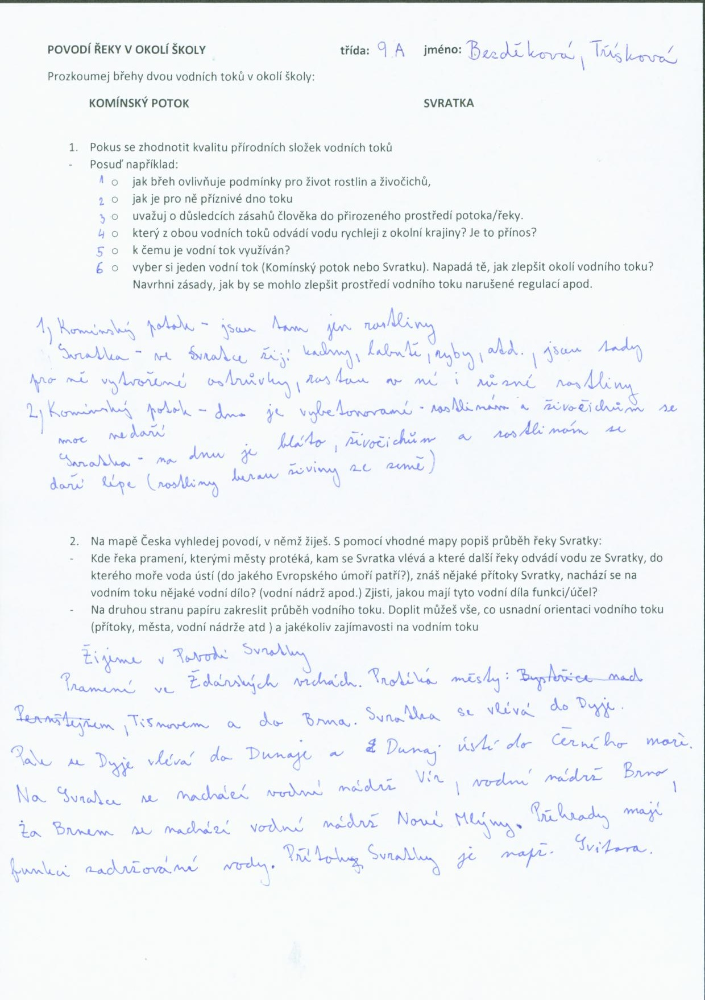 POVODÍ ŘEKY V OKOLÍ ŠKOLY třída: 9.A jméno: Bezděková, Třísková
Prozkoumej břehy dvou vodních toků v okolí školy:
KOMÍNSKÝ POTOK SVRATKA
1. Pokus se zhodnotit kvalitu přírodních složek vodních toků
- Posuď například:
1 o jak břeh ovlivňuje podmínky pro život rostlin a živočichů,
2 o jak je pro ně příznivé dno toku
3 o uvažuj o důsledcích zásahů člověka do přirozeného prostředí potoka/řeky.
4 o který z obou vodních toků odvádí vodu rychleji z okolní krajiny? Je to přínos?
5 o k čemu je vodní tok využíván?
6 o vyber si jeden vodní tok (Komínský potok nebo Svratku). Napadá tě, jak zlepšit okolí vodního toku?
Navrhni zásady, jak by se mohlo zlepšit prostředí vodního toku narušené regulací apod.
1) Komínský potok - jsou tam jen rostliny
Svratka - ve Svratce žijí kachny, labutě, ryby, atd., jsou tady
pro ně vytvořené ostrůvky, rostou v ní i různé rostliny
2) Komínský potok - dno je vybetonované - rostlinám a živočichům se
moc nedaří
Svratka - na dnu je bláto, živočichům a rostlinám se
daří lépe (rostliny berou živiny ze země)
2. Na mapě Česka vyhledej povodí, v němž žiješ. S pomocí vhodné mapy popiš průběh řeky Svratky:
- Kde řeka pramení, kterými městy protéká, kam se Svratka vlévá a které další řeky odvádí vodu ze Svratky, do
kterého moře voda ústí (do jakého Evropského úmoří patří?), znáš nějaké přítoky Svratky, nachází se na
vodním toku nějaké vodní dílo? (vodní nádrž apod.) Zjisti, jakou mají tyto vodní díla funkci/účel?
- Na druhou stranu papíru zakreslit průběh vodního toku. Doplit můžeš vše, co usnadní orientaci vodního toku
(přítoky, města, vodní nádrže atd ) a jakékoliv zajímavosti na vodním toku
Žijeme v Povodí Svratky
Pramení ve Žďárských vrchách. Protéká městy: Bystřice nad
Pernštejnem, Tišnovem a do Brna. Svratka se vlévá do Dyje.
Pak se Dyje vlévá do Dunaje a Dunaj ústí do Černého moře.
Na Svratce se nachází vodní nádrž Vír, vodní nádrž Brno,
Za Brnem se nachází vodní nádrž Nové Mlýny. Přehrady mají
funkci zadržování vody. Přítoky Svratky je např. Svitava.